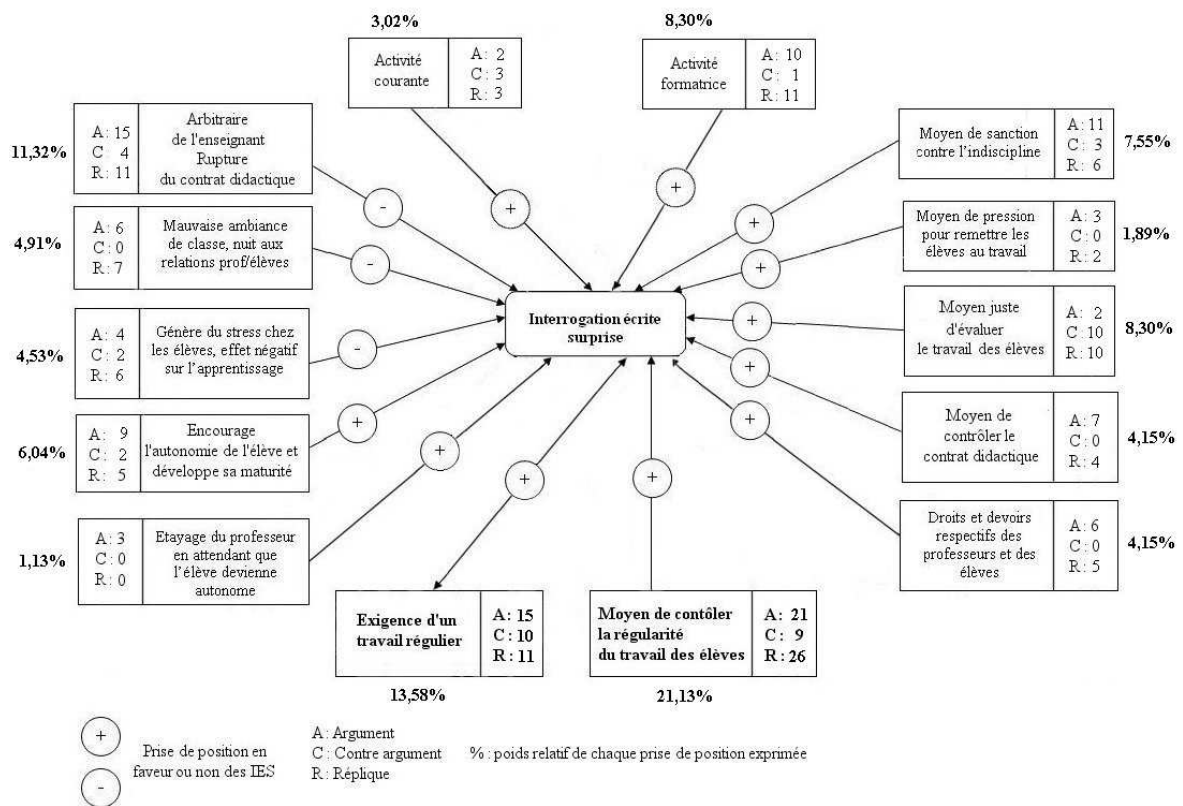 3,02%
8,30%
Activité
courante
A: 2
C: 3
R: 3
Activité
formatrice
A: 10
C: 1
R: 11
11,32%
A: 15
C: 4
R: 11
Arbitraire
de l'enseignant
Rupture
du contrat didactique
Moyen de sanction
contre l'indiscipline
A: 11
C: 3
R: 6
7,55%
4,91%
A: 6
C: 0
R: 7
Mauvaise ambiance
de classe, nuit aux
relations prof/élèves
Moyen de pression
pour remettre les
élèves au travail
A: 3
C: 0
R: 2
1,89%
-
+
+
+
-
+
Interrogation écrite
surprise
4,53%
A: 4
C: 2
R: 6
Génère du stress chez
les élèves, effet négatif
sur l'apprentissage
-
+
Moyen juste
d'évaluer
le travail des élèves
A: 2
C: 10
R: 10
8,30%
6,04%
A: 9
C: 2
R: 5
Encourage
l'autonomie de l'élève et
développe sa maturité
+
+
Moyen de
contrôler le
contrat didactique
A: 7
C: 0
R: 4
4,15%
1,13%
A: 3
C: 0
R: 0
Etayage du professeur
en attendant que
l'élève devienne
autonome
+
+
+
+
Droits et devoirs
respectifs des
professeurs et des
élèves
A: 6
C: 0
R: 5
4,15%
Exigence d'un
travail régulier
A: 15
C: 10
R: 11
13,58%
Moyen de contôler
la régularité
du travail des élèves
A: 21
C: 9
R: 26
21,13%
+
-
Prise de position en
faveur ou non des IES
A: Argument
C: Contre argument
R: Réplique
% : poids relatif de chaque prise de position exprimée